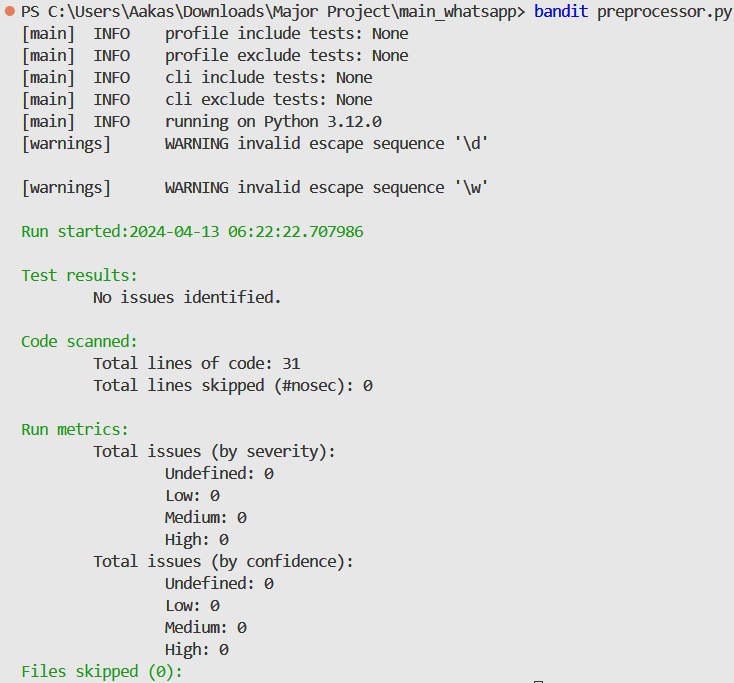 PS C:\Users\Aakas\Downloads\Major Project\main_whatsapp> bandit preprocessor.py
[main]  INFO    profile include tests: None
[main]  INFO    profile exclude tests: None
[main]  INFO    cli include tests: None
[main]  INFO    cli exclude tests: None
[main]  INFO    running on Python 3.12.0
[warnings]      WARNING invalid escape sequence '\d'
[warnings]      WARNING invalid escape sequence '\w'
Run started:2024-04-13 06:22:22.707986
Test results:
        No issues identified.
Code scanned:
        Total lines of code: 31
        Total lines skipped (#nosec): 0
Run metrics:
        Total issues (by severity):
                Undefined: 0
                Low: 0
                Medium: 0
                High: 0
        Total issues (by confidence):
                Undefined: 0
                Low: 0
                Medium: 0
                High: 0
Files skipped (0):